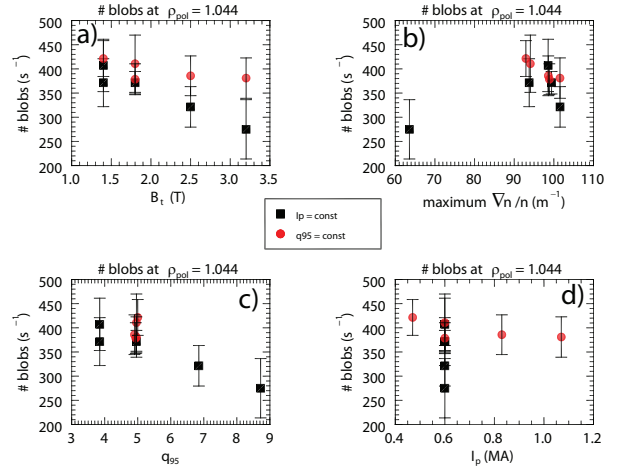 # blobs at ρpol = 1.044
# blobs at ρpol = 1.044
a)
b)
# blobs (s⁻¹)
500
450
400
350
300
250
200
1.0 1.5 2.0 2.5 3.0 3.5
Bt (T)
# blobs (s⁻¹)
500
450
400
350
300
250
200
60 70 80 90 100 110
maximum ∇n/n (m⁻¹)
Ip = const
q95 = const
# blobs at ρpol = 1.044
# blobs at ρpol = 1.044
c)
d)
# blobs (s⁻¹)
500
450
400
350
300
250
200
3 4 5 6 7 8 9
q95
# blobs (s⁻¹)
500
450
400
350
300
250
200
0.4 0.6 0.8 1.0 1.2
Ip (MA)